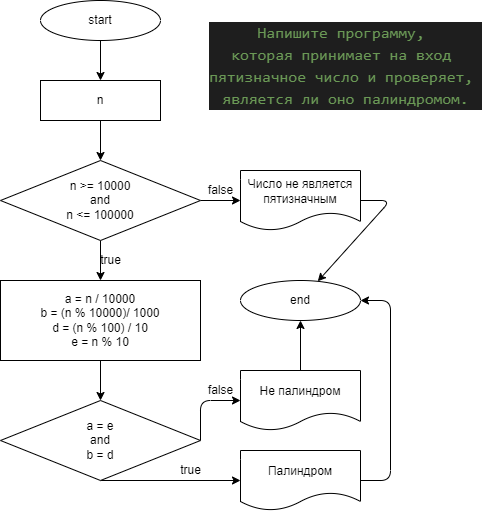 start
Напишите программу,
которая принимает на вход
пятизначное число и проверяет,
является ли оно палиндромом.
n
n >= 10000
and
n <= 100000
false
Число не является
пятизначным
true
a = n / 10000
b = (n % 10000)/ 1000
d = (n % 100) / 10
e = n % 10
end
a = e
and
b = d
false
Не палиндром
true
Палиндром